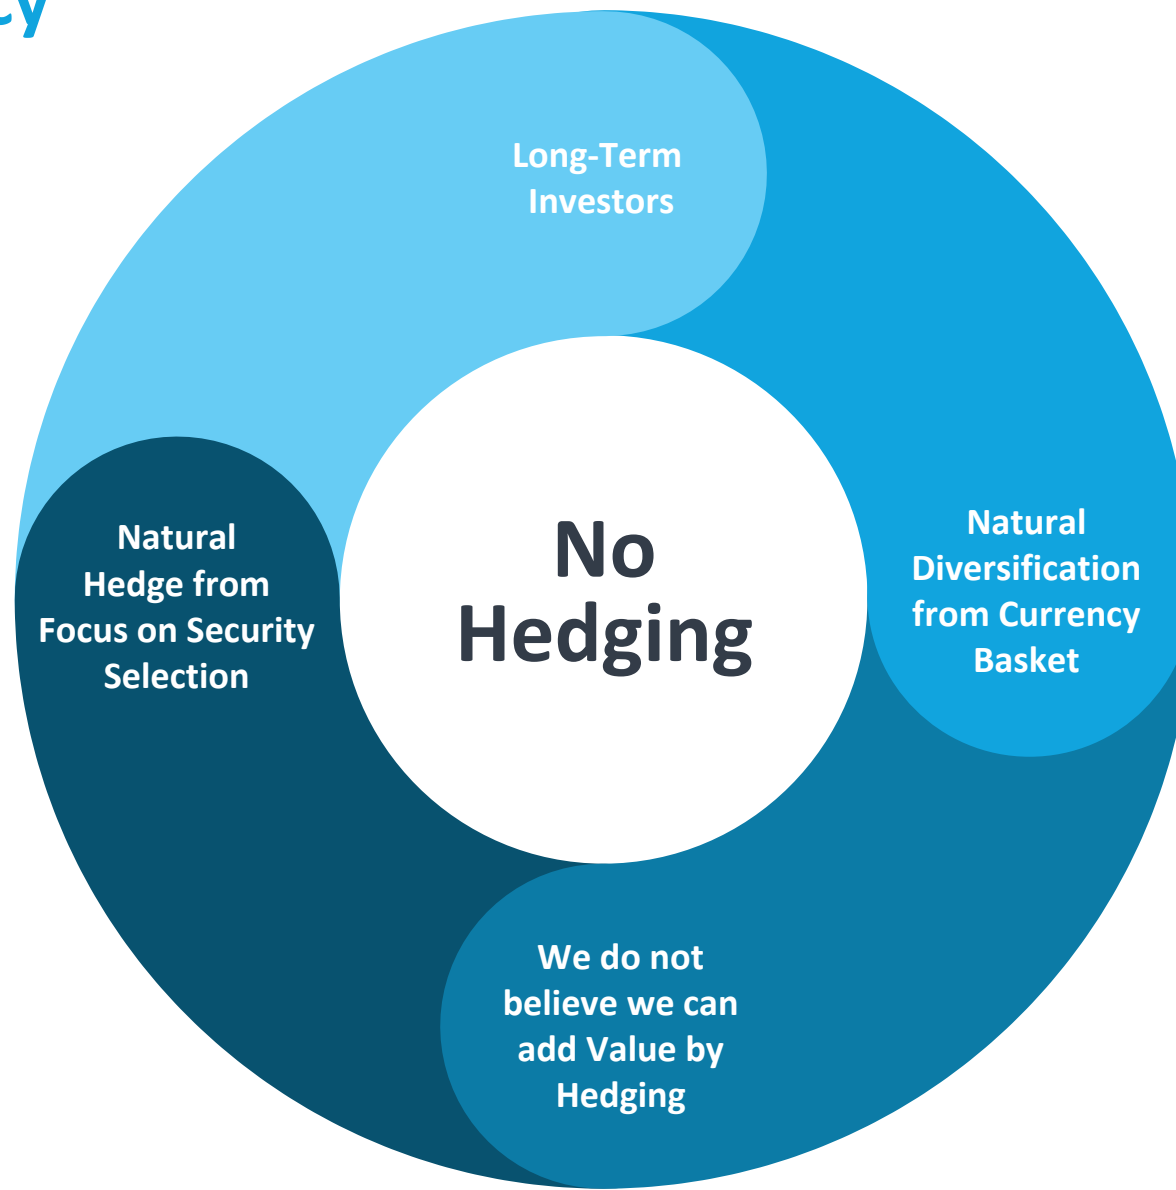 Long-Term
Investors
Natural
Diversification
from Currency
Basket
We do not
believe we can
add Value by
Hedging
Natural
Hedge from
Focus on Security
Selection
No
Hedging